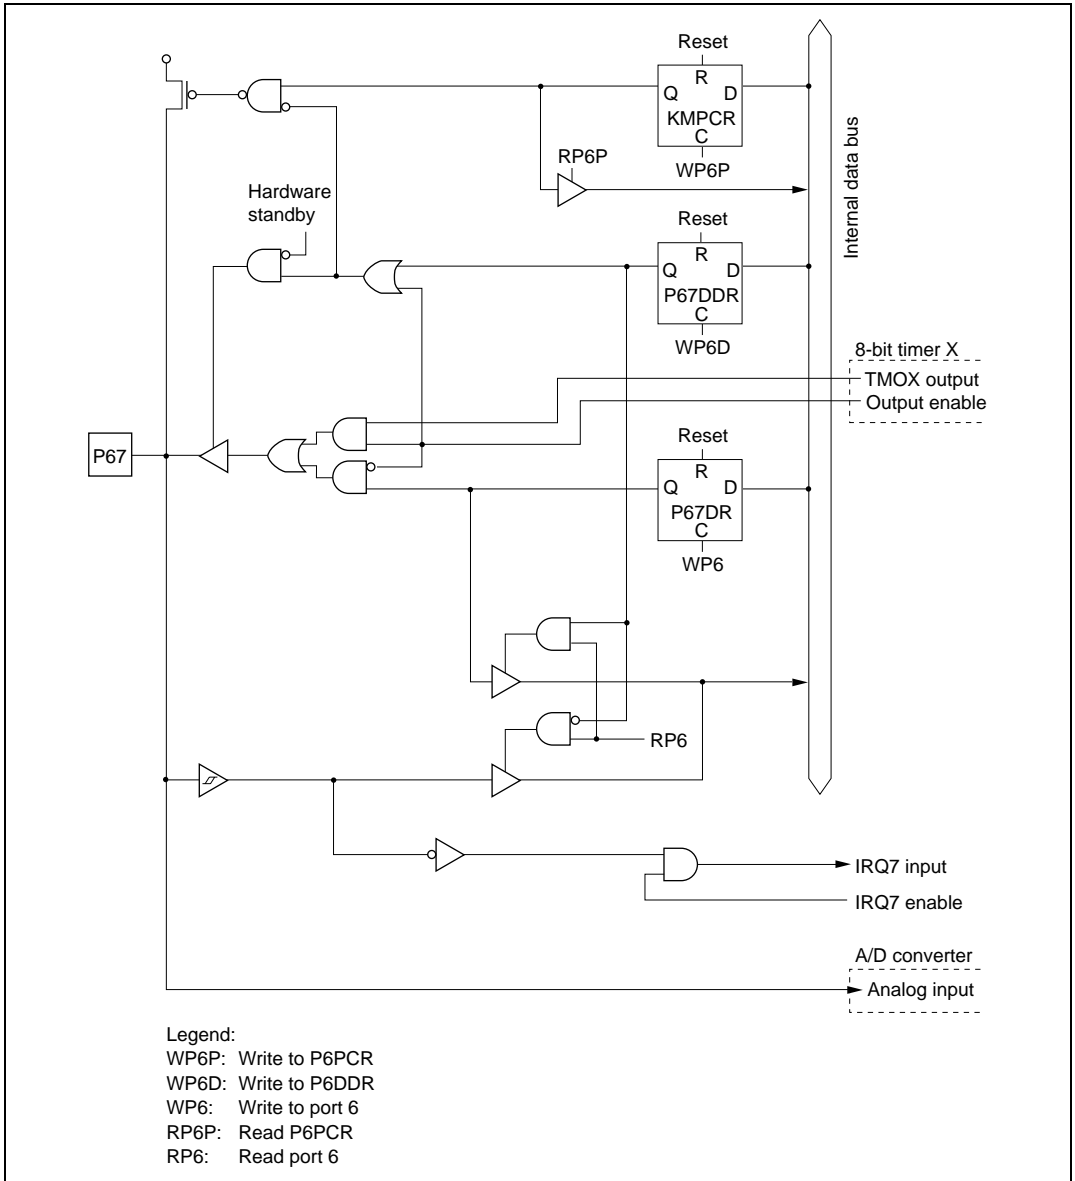 Reset
R
Q D
KMPCR
C
WP6P
RP6P
Hardware
standby
Internal data bus
Reset
R
Q D
P67DDR
C
WP6D
8-bit timer X
TMOX output
Output enable
P67
Reset
R
Q D
P67DR
C
WP6
RP6
IRQ7 input
IRQ7 enable
A/D converter
Analog input
Legend:
WP6P: Write to P6PCR
WP6D: Write to P6DDR
WP6: Write to port 6
RP6P: Read P6PCR
RP6: Read port 6